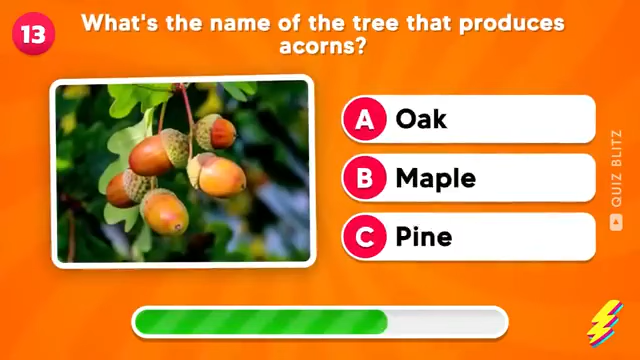 13
What's the name of the tree that produces
acorns?
A Oak
B Maple
C Pine
QUIZ BLITZ